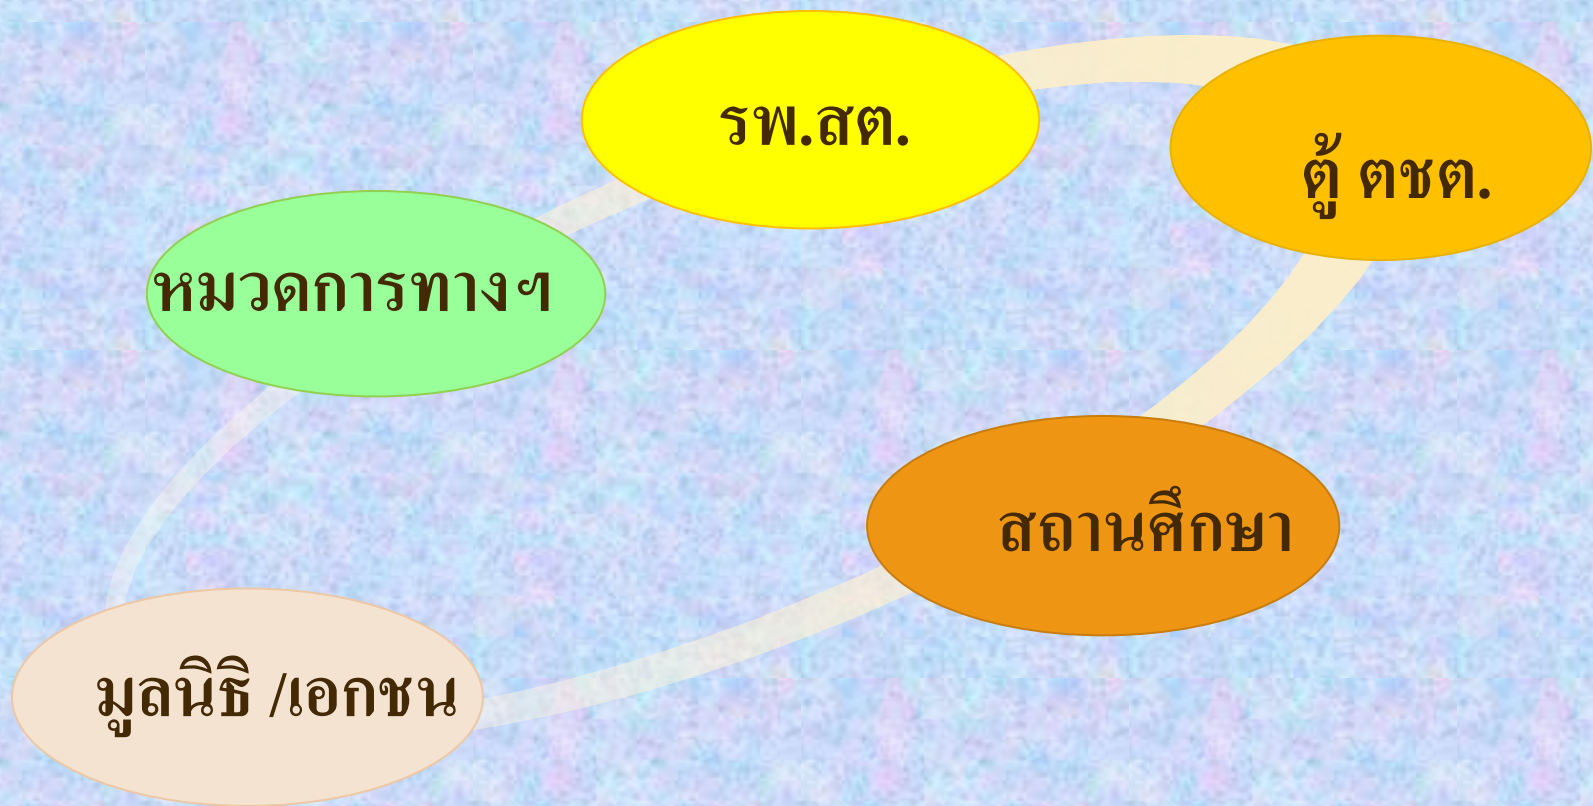 รพ.สต.
ตู้ ตชต.
หมวดการทางฯ
สถานศึกษา
มูลนิธิ /เอกชน